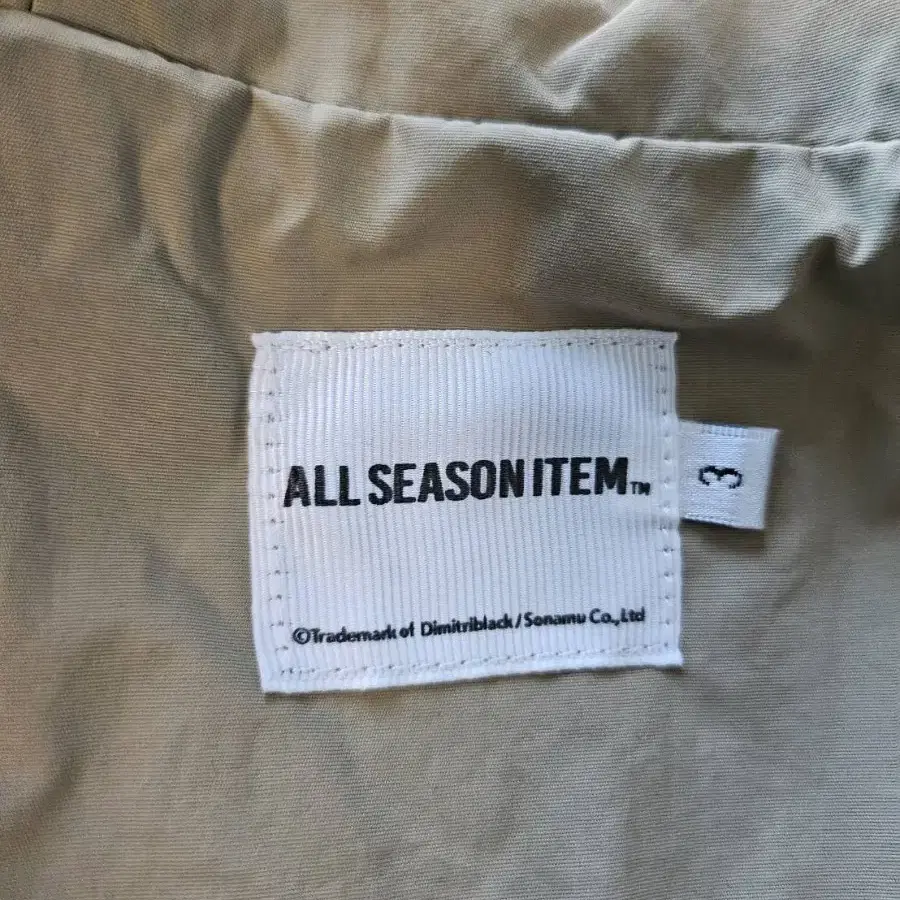 ALL SEASON ITEM™
3
©Trademark of Dimitriblack / Sonamu Co., Ltd